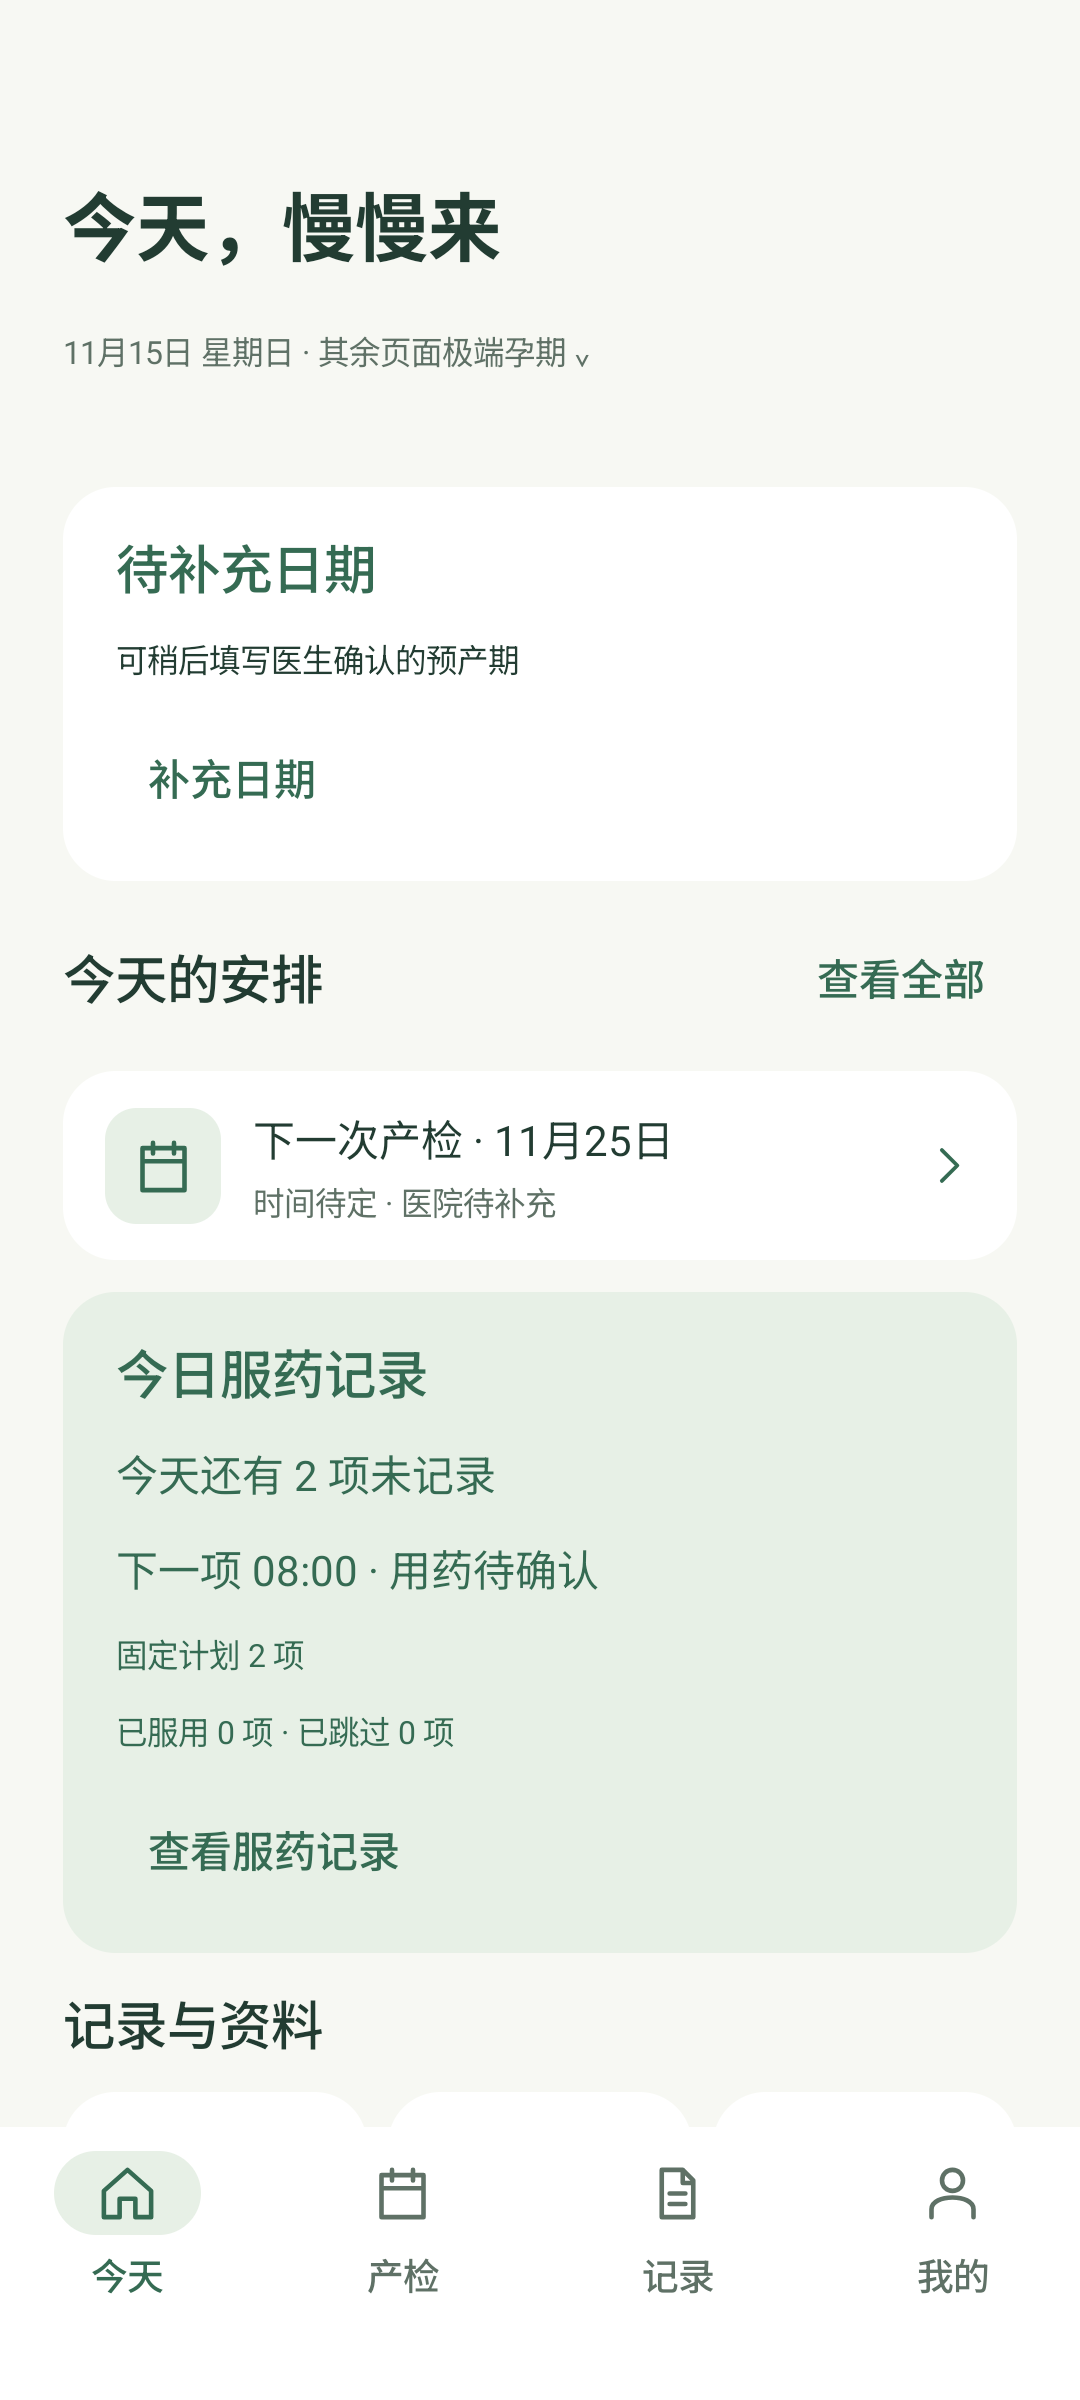 今天，慢慢来
11月15日 星期日 · 其余页面极端孕期
待补充日期
可稍后填写医生确认的预产期
补充日期
今天的安排
查看全部
下一次产检 · 11月25日
时间待定 · 医院待补充
今日服药记录
今天还有 2 项未记录
下一项 08:00 · 用药待确认
固定计划 2 项
已服用 0 项 · 已跳过 0 项
查看服药记录
记录与资料
今天
产检
记录
我的